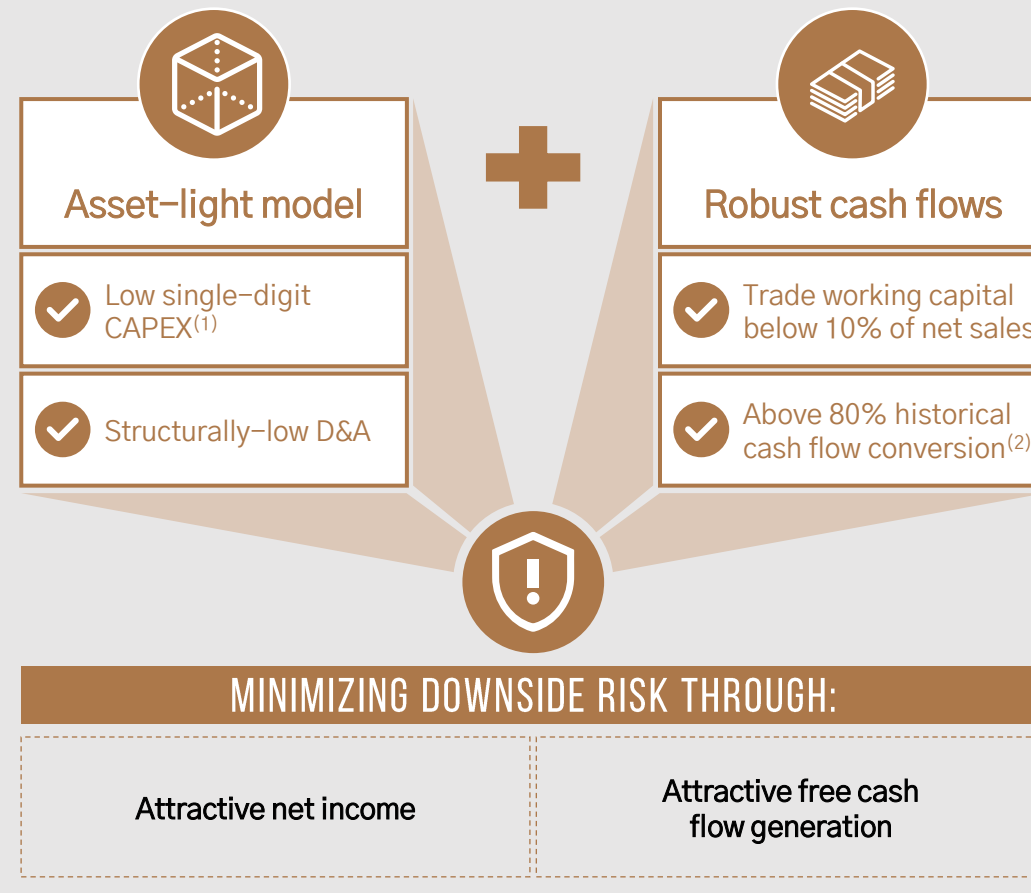 Asset-light model
Low single-digit
CAPEX(1)
Structurally-low D&A
Robust cash flows
Trade working capital
below 10% of net sales
Above 80% historical
cash flow conversion(2)
MINIMIZING DOWNSIDE RISK THROUGH:
Attractive net income
Attractive free cash
flow generation